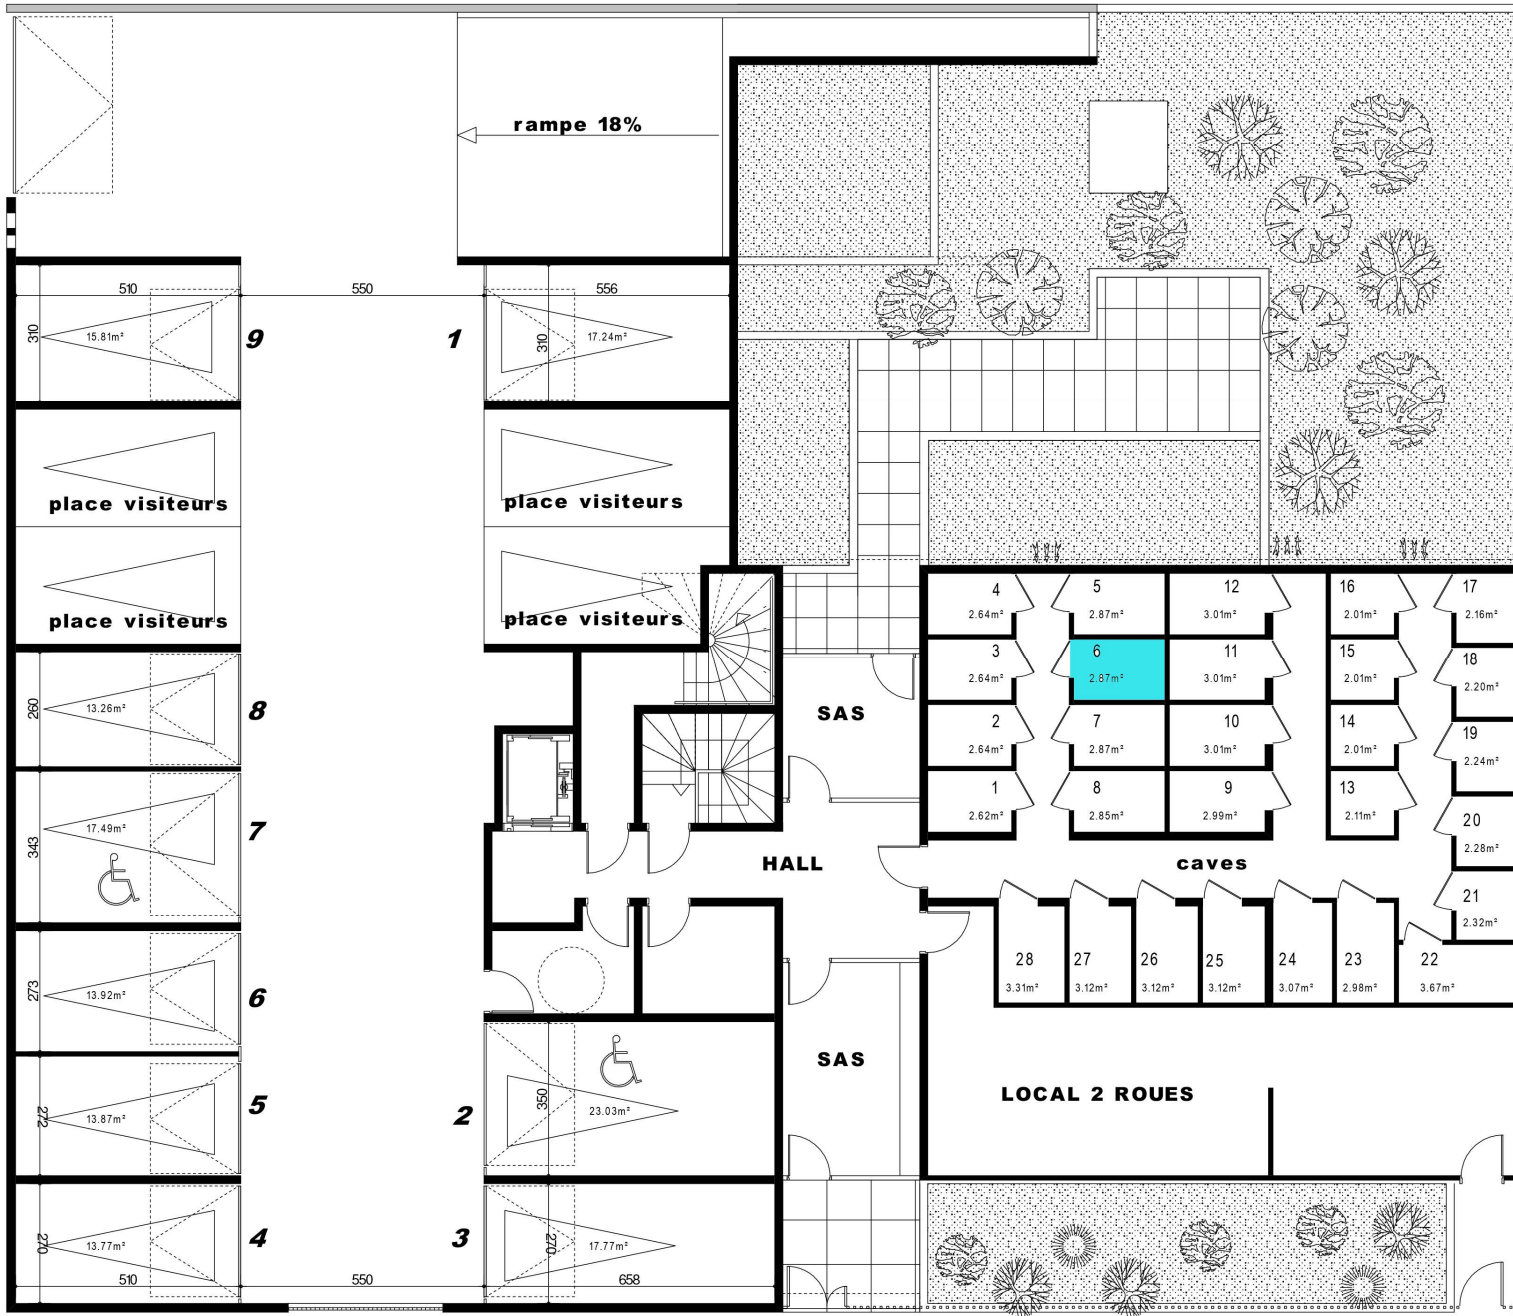 rampe 18%
510
550
556
310
15.81m²
9
1
310
17.24m²
place visiteurs
place visiteurs
place visiteurs
place visiteurs
260
13.26m²
8
343
17.49m²
7
273
13.92m²
6
272
13.87m²
5
2
350
23.03m²
270
13.77m²
4
3
270
17.77m²
510
550
658
SAS
HALL
SAS
4
2.64m²
5
2.87m²
12
3.01m²
16
2.01m²
17
2.16m²
3
2.64m²
6
2.87m²
11
3.01m²
15
2.01m²
18
2.20m²
2
2.64m²
7
2.87m²
10
3.01m²
14
2.01m²
19
2.24m²
1
2.62m²
8
2.85m²
9
2.99m²
13
2.11m²
20
2.28m²
caves
21
2.32m²
28
3.31m²
27
3.12m²
26
3.12m²
25
3.12m²
24
3.07m²
23
2.98m²
22
3.67m²
LOCAL 2 ROUES